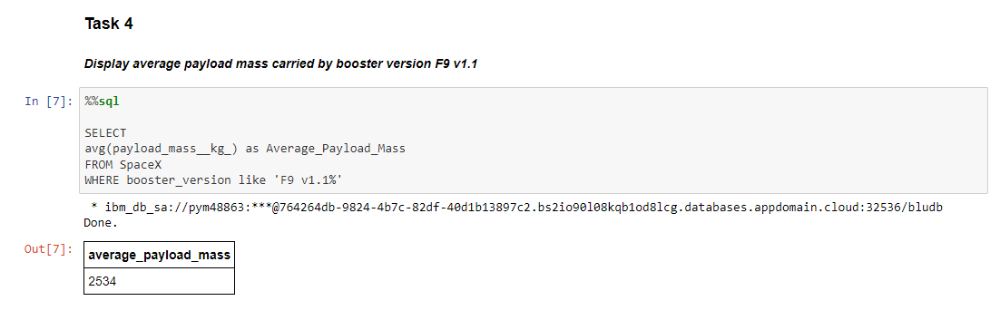 Task 4
Display average payload mass carried by booster version F9 v1.1
In [7]: %%sql
SELECT
avg(payload_mass__kg_) as Average_Payload_Mass
FROM SpaceX
WHERE booster_version like 'F9 v1.1%'
* ibm_db_sa://pym48863:***@764264db-9824-4b7c-82df-40d1b13897c2.bs2io90l08kqb1od8lcg.databases.appdomain.cloud:32536/bludb
Done.
Out[7]: average_payload_mass
2534